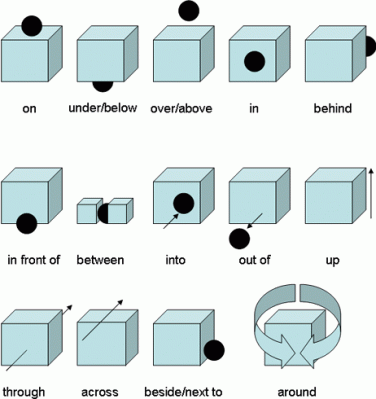 on under/below over/above in behind
in front of between into out of up
through across beside/next to around